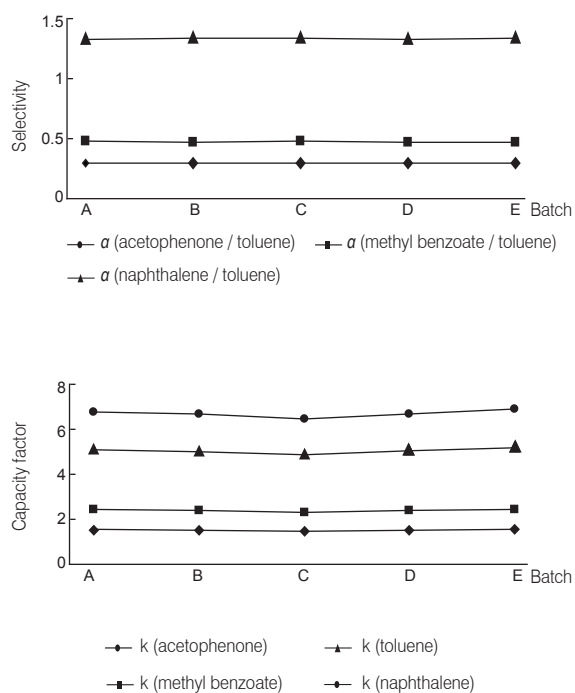 1.5
1
0.5
0
Selectivity
A B C D E Batch
α (acetophenone / toluene) α (methyl benzoate / toluene)
α (naphthalene / toluene)
8
6
4
2
0
Capacity factor
A B C D E Batch
k (acetophenone) k (toluene)
k (methyl benzoate) k (naphthalene)